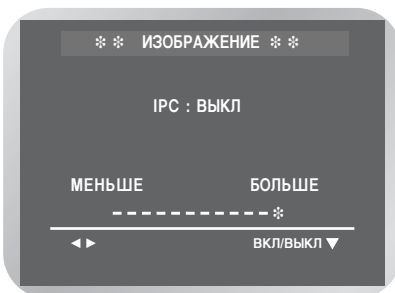 ❇ ❇ ИЗОБРАЖЕНИЕ ❇ ❇
IPC : ВЫКЛ
МЕНЬШЕ БОЛЬШЕ
------------❇
◄ ► ВКЛ/ВЫКЛ ▼